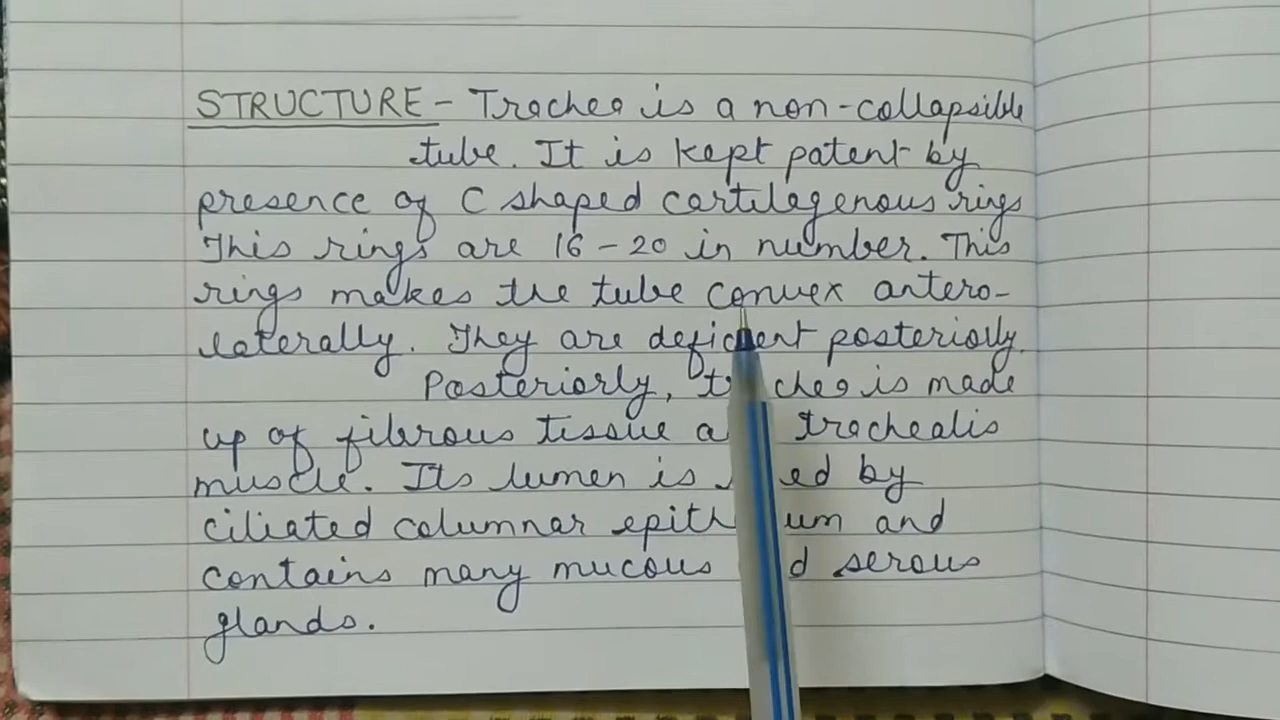 STRUCTURE - Trachea is a non-collapsible
tube. It is kept patent by
presence of C shaped cartilagenous rings
This rings are 16 - 20 in number. This
rings makes the tube convex antero-
laterally. They are deficient posteriorly.
Posteriorly, trachea is made
up of fibrous tissue a trachealis
muscle. Its lumen is lined by
ciliated columnar epithelium and
contains many mucous and serous
glands.